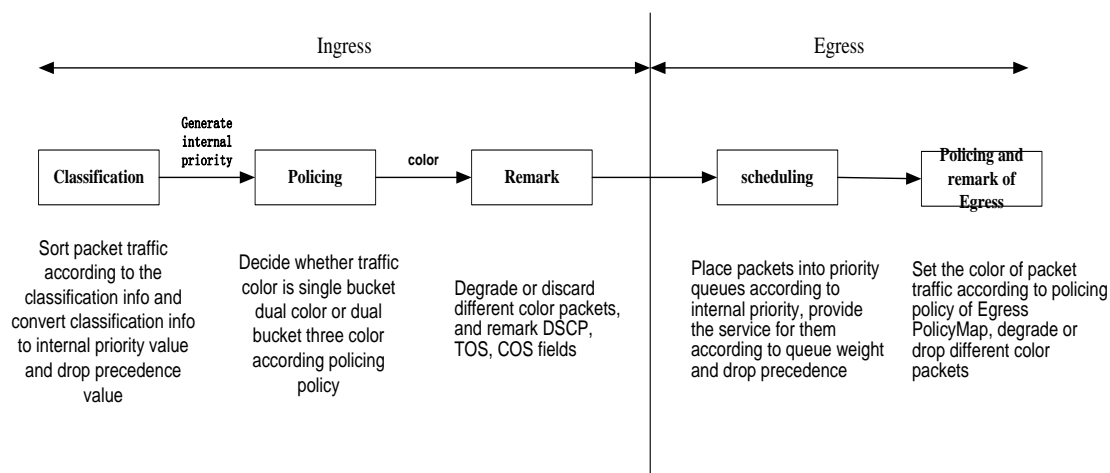 Ingress
Egress
Generate
internal
priority
color
Classification
Policing
Remark
scheduling
Policing and
remark of
Egress
Sort packet traffic
according to the
classification info and
convert classification info
to internal priority value
and drop precedence
value
Decide whether traffic
color is single bucket
dual color or dual
bucket three color
according policing
policy
Degrade or discard
different color packets,
and remark DSCP,
TOS, COS fields
Place packets into priority
queues according to
internal priority, provide
the service for them
according to queue weight
and drop precedence
Set the color of packet
traffic according to policing
policy of Egress
PolicyMap, degrade or
drop different color
packets